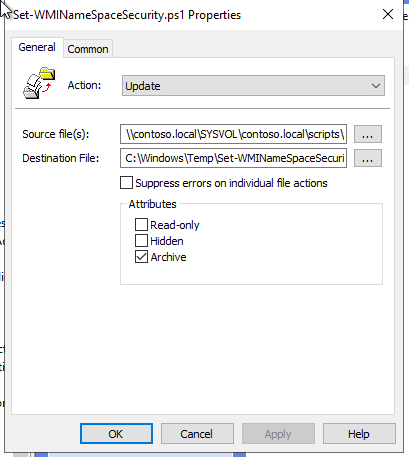 Set-WMINameSpaceSecurity.ps1 Properties
General
Common
Action:
Update
Source file(s):
\\contoso.local\SYSVOL\contoso.local\scripts\
...
Destination File:
C:\Windows\Temp\Set-WMINameSpaceSecuri
...
Suppress errors on individual file actions
Attributes
Read-only
Hidden
Archive
OK
Cancel
Apply
Help